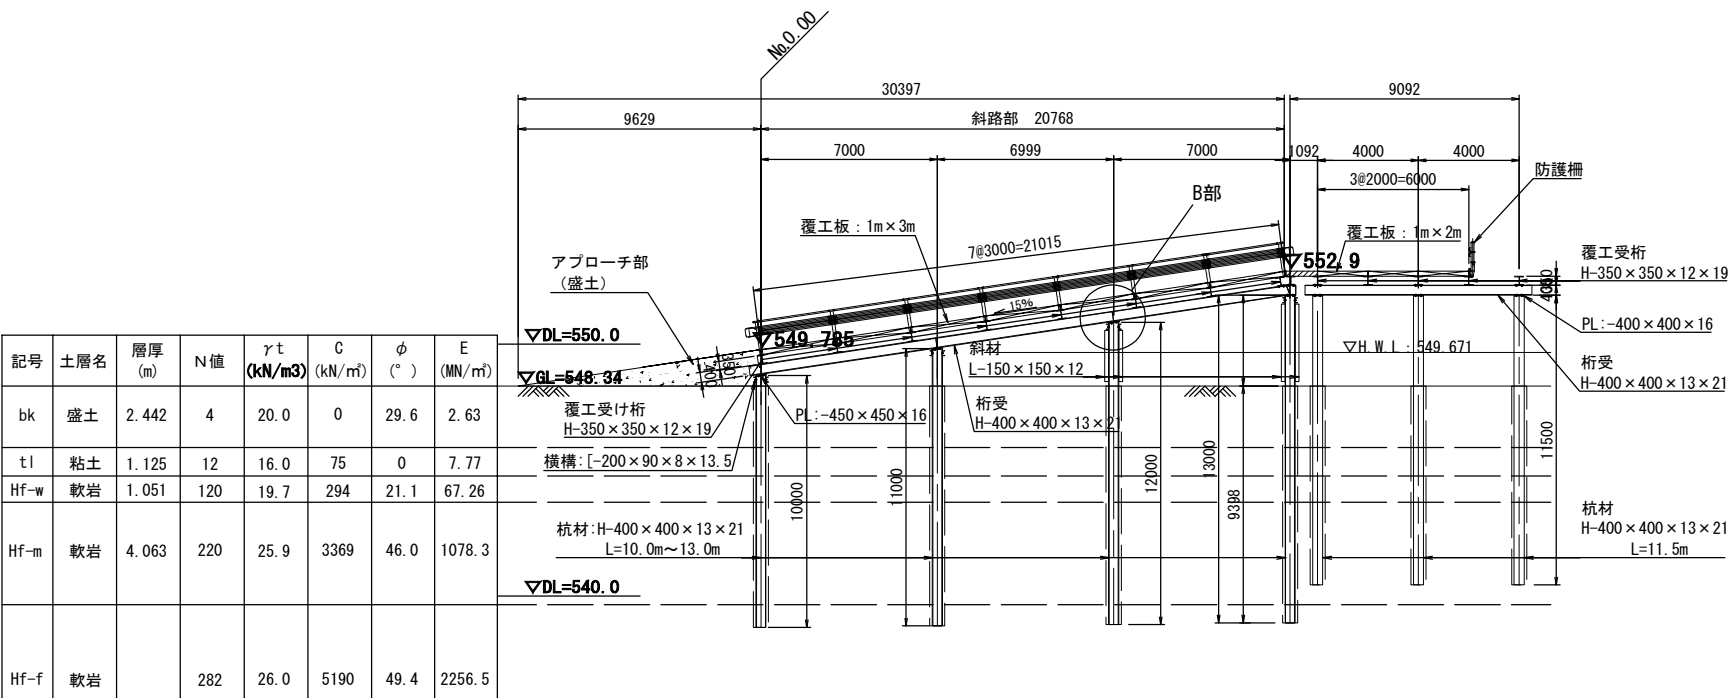 №0.00
30397
9092
9629
斜路部 20768
7000
6999
7000
1092
4000
4000
3@2000=6000
防護柵
B部
覆工板：1m×3m
7@3000=21015
覆工板：1m×2m
アプローチ部
（盛土）
▽552.9
覆工受桁
H-350×350×12×19
15%
PL:-400×400×16
▽DL=550.0
▽549.785
斜材
L-150×150×12
▽H.W.L：549.671
桁受
H-400×400×13×21
▽GL=548.34
覆工受け桁
H-350×350×12×19
PL:-450×450×16
桁受
H-400×400×13×21
横構:[-200×90×8×13.5
10000
11000
12000
13000
9398
11500
杭材:H-400×400×13×21
L=10.0m～13.0m
杭材
H-400×400×13×21
L=11.5m
▽DL=540.0
記号 土層名 層厚(m) N値 γt(kN/m3) C(kN/㎡) φ(°) E(MN/㎡)
bk 盛土 2.442 4 20.0 0 29.6 2.63
tl 粘土 1.125 12 16.0 75 0 7.77
Hf-w 軟岩 1.051 120 19.7 294 21.1 67.26
Hf-m 軟岩 4.063 220 25.9 3369 46.0 1078.3
Hf-f 軟岩 282 26.0 5190 49.4 2256.5